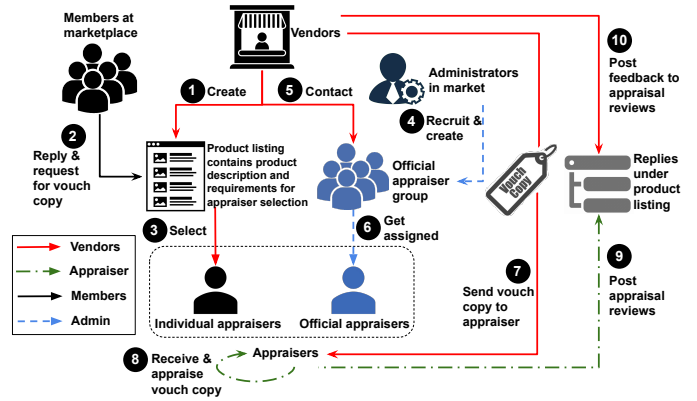 Members at
marketplace
Vendors
1 Create
5 Contact
Administrators
in market
10
Post
feedback to
appraisal
reviews
2
Reply &
request
for vouch
copy
4 Recruit &
create
Product listing
contains product
description and
requirements for
appraiser selection
Official
appraiser
group
Vouch
Copy
Replies
under
product
listing
3 Select
6 Get
assigned
Vendors
Appraiser
Members
Admin
7
Send vouch
copy to
appraiser
9
Post
appraisal
reviews
Individual appraisers
Official appraisers
8 Receive &
appraise
vouch copy
Appraisers